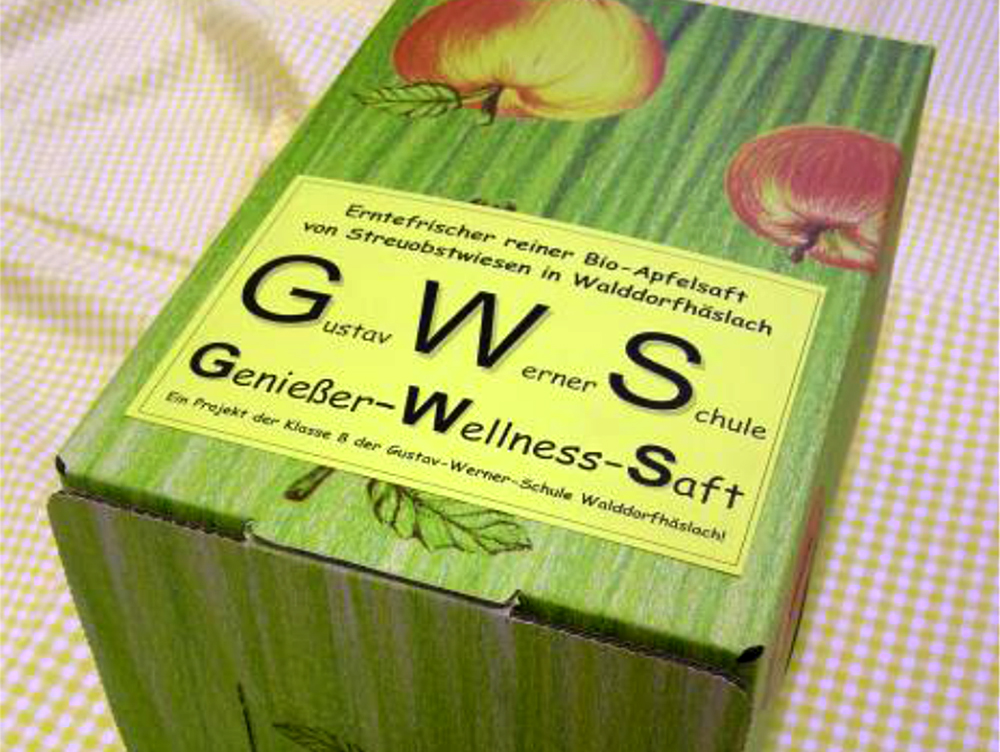 Erntefrischer reiner Bio-Apfelsaft
von Streuobstwiesen in Walddorfhäslach
Gustav Werner Schule
Genießer-Wellness-Saft
Ein Projekt der Klasse 8 der Gustav-Werner-Schule Walddorfhäslach!